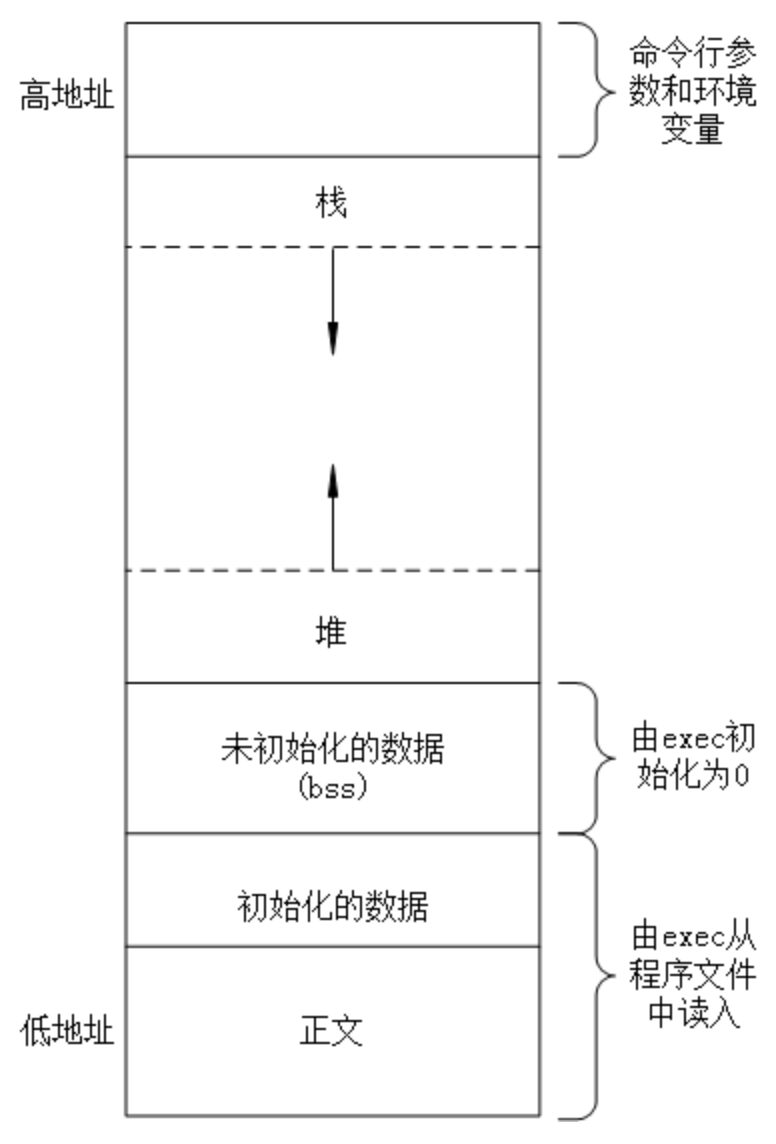 命令行参
数和环境
变量
高地址
栈
堆
未初始化的数据
(bss)
由exec初
始化为0
初始化的数据
由exec从
程序文件
中读入
低地址
正文